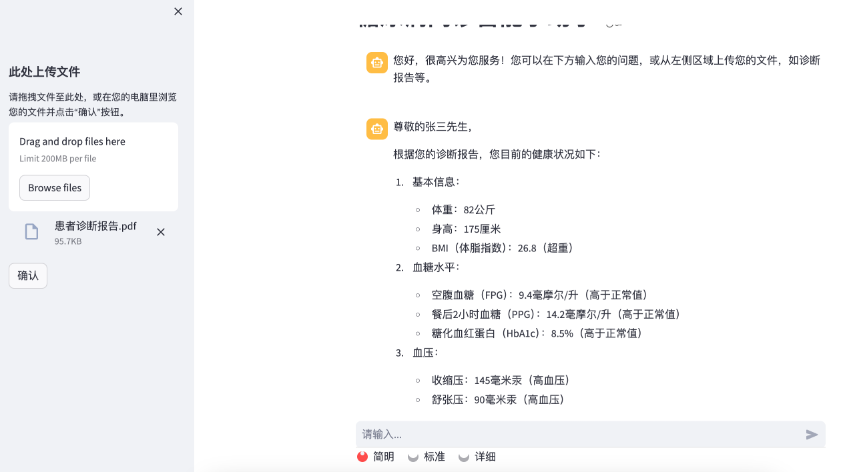 此处上传文件
请拖拽文件至此处，或在您的电脑里浏览
您的文件并点击“确认”按钮。
Drag and drop files here
Limit 200MB per file
Browse files
患者诊断报告.pdf
95.7KB
确认
您好，很高兴为您服务！您可以在下方输入您的问题，或从左侧区域上传您的文件，如诊断
报告等。
尊敬的张三先生，
根据您的诊断报告，您目前的健康状况如下：
1. 基本信息：
体重：82公斤
身高：175厘米
BMI（体脂指数）：26.8（超重）
2. 血糖水平：
空腹血糖（FPG）：9.4毫摩尔/升（高于正常值）
餐后2小时血糖（PPG）：14.2毫摩尔/升（高于正常值）
糖化血红蛋白（HbA1c）：8.5%（高于正常值）
3. 血压：
收缩压：145毫米汞（高血压）
舒张压：90毫米汞（高血压）
请输入...
简明 标准 详细